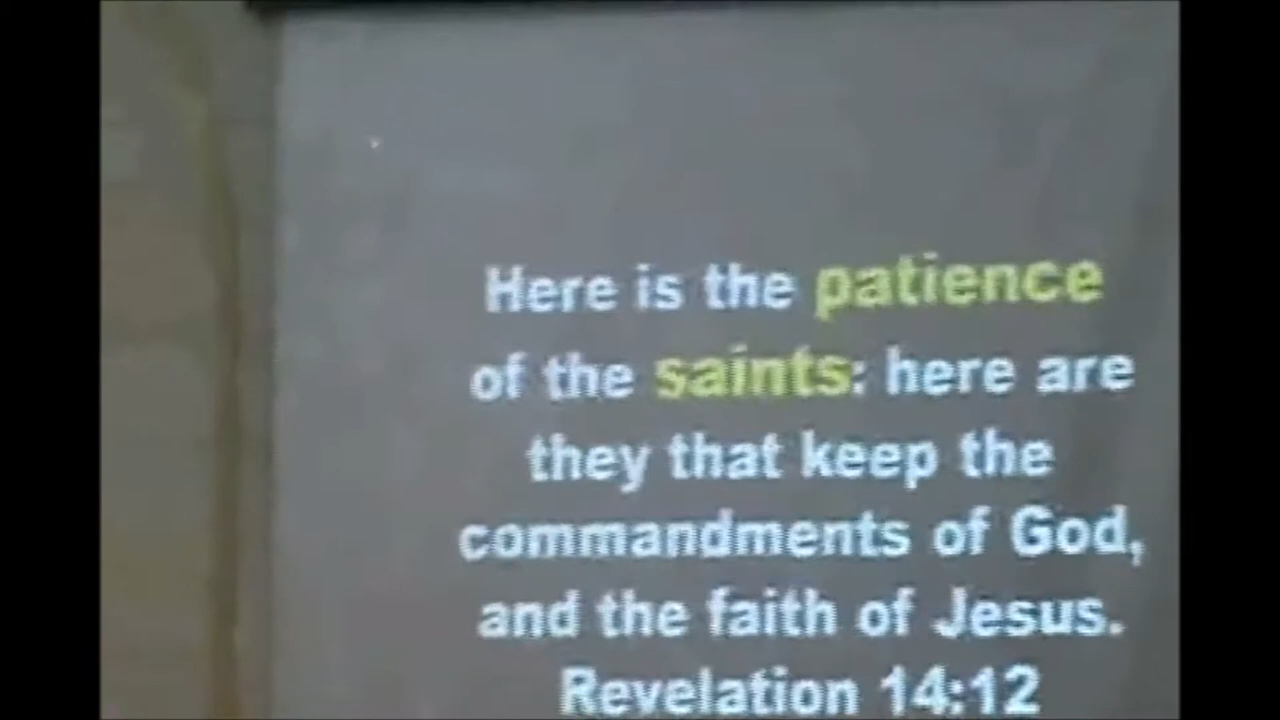 Here is the patience
of the saints: here are
they that keep the
commandments of God,
and the faith of Jesus.
Revelation 14:12